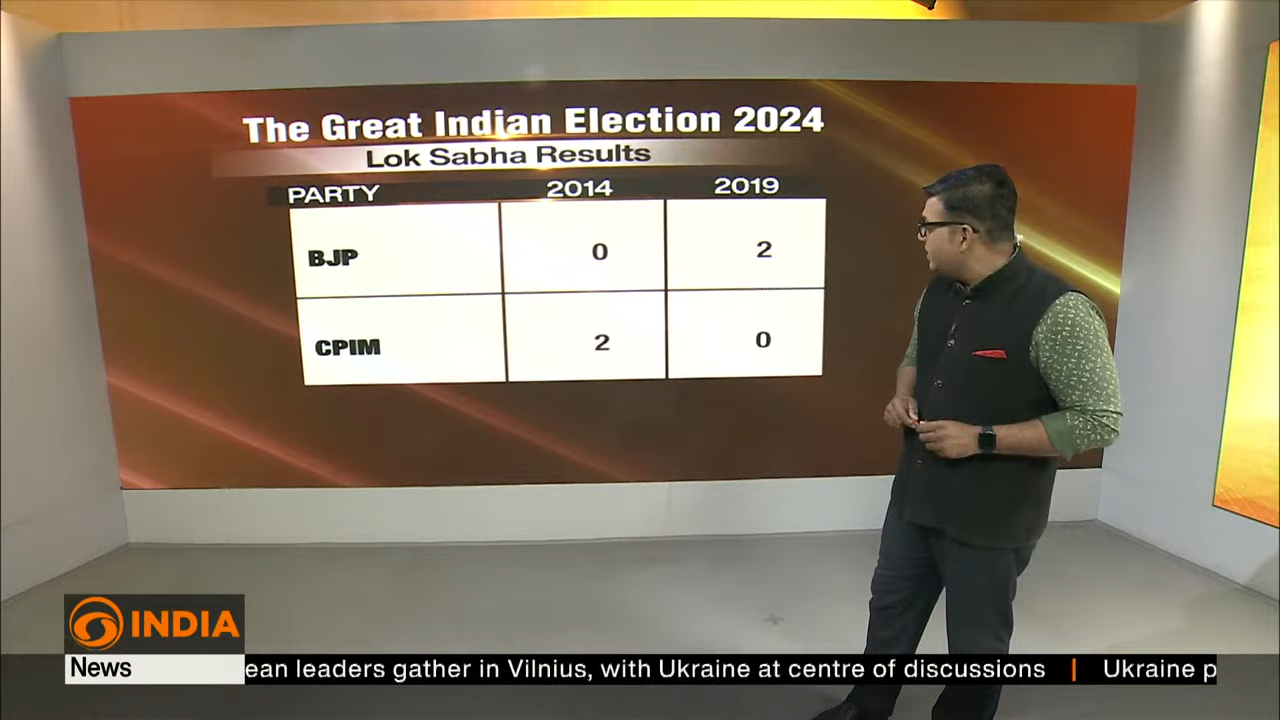 The Great Indian Election 2024
Lok Sabha Results
PARTY 2014 2019
BJP 0 2
CPIM 2 0
INDIA
News
ean leaders gather in Vilnius, with Ukraine at centre of discussions | Ukraine p